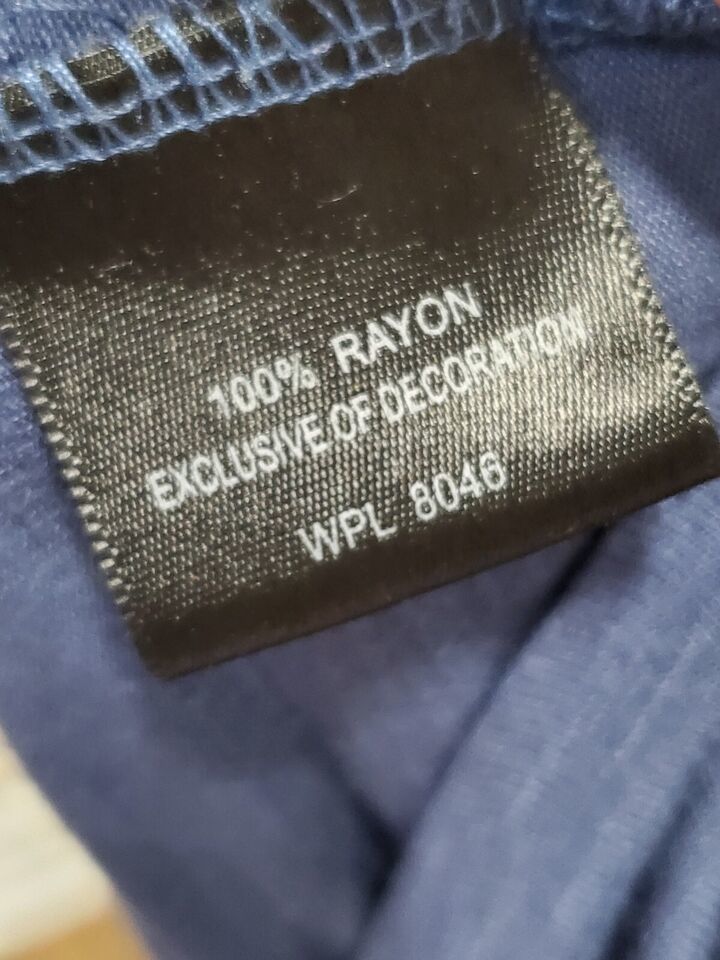 100% RAYON
EXCLUSIVE OF DECORATION
WPL 8046